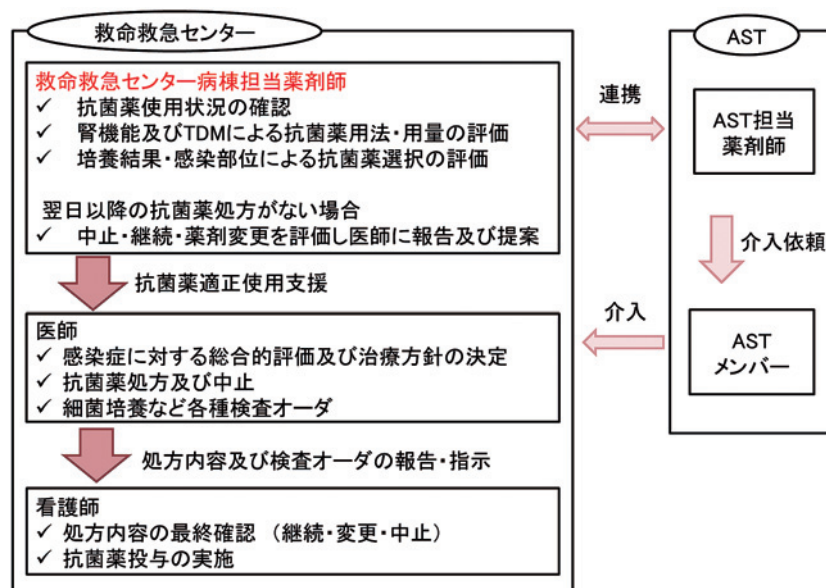 救命救急センター
救命救急センター病棟担当薬剤師
✓ 抗菌薬使用状況の確認
✓ 腎機能及びTDMによる抗菌薬用法・用量の評価
✓ 培養結果・感染部位による抗菌薬選択の評価
翌日以降の抗菌薬処方がない場合
✓ 中止・継続・薬剤変更を評価し医師に報告及び提案
抗菌薬適正使用支援
医師
✓ 感染症に対する総合的評価及び治療方針の決定
✓ 抗菌薬処方及び中止
✓ 細菌培養など各種検査オーダ
処方内容及び検査オーダの報告・指示
看護師
✓ 処方内容の最終確認 （継続・変更・中止）
✓ 抗菌薬投与の実施
連携
介入
AST
AST担当
薬剤師
介入依頼
AST
メンバー